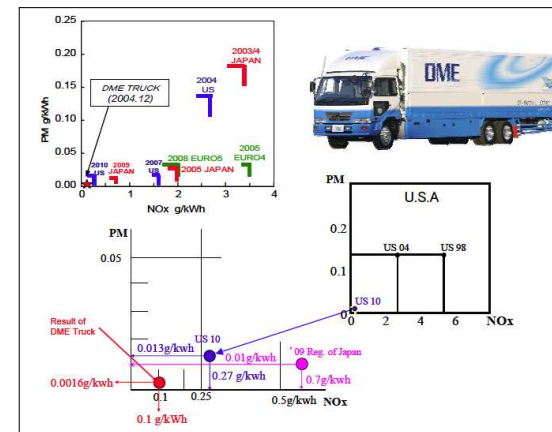 0.25
0.20
0.15
0.10
0.05
0.00
PM g/kWh
0
1
2
3
4
NOx g/kWh
DME TRUCK
(2004.12)
2003/4
JAPAN
2004
US
2010
US
2009
JAPAN
2007
US
2008 EURO5
2005 JAPAN
2005
EURO4
DME
DME
PM
U.S.A
0.2
0.1
0
US 04
US 98
US 10
0 2 4 6
NOx
PM
0.05
Result of
DME Truck
US 10
0.013g/kwh
0.01g/kwh
'09 Reg. of Japan
0.0016g/kwh
0.27 g/kwh
0.7g/kwh
0.1
0.25
0.5g/kwh
NOx
0.1 g/kWh